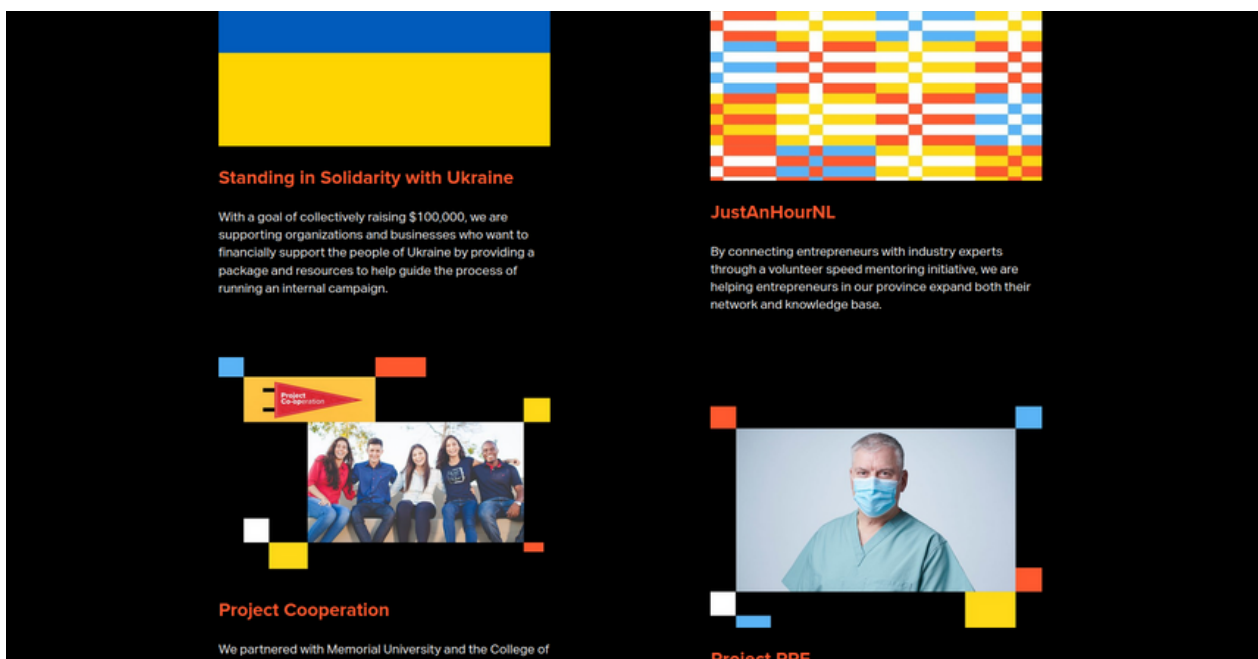 Standing in Solidarity with Ukraine
With a goal of collectively raising $100,000, we are
supporting organizations and businesses who want to
financially support the people of Ukraine by providing a
package and resources to help guide the process of
running an internal campaign.
JustAnHourNL
By connecting entrepreneurs with industry experts
through a volunteer speed mentoring initiative, we are
helping entrepreneurs in our province expand both their
network and knowledge base.
Project
Co-operation
Project Cooperation
We partnered with Memorial University and the College of
Project PPE